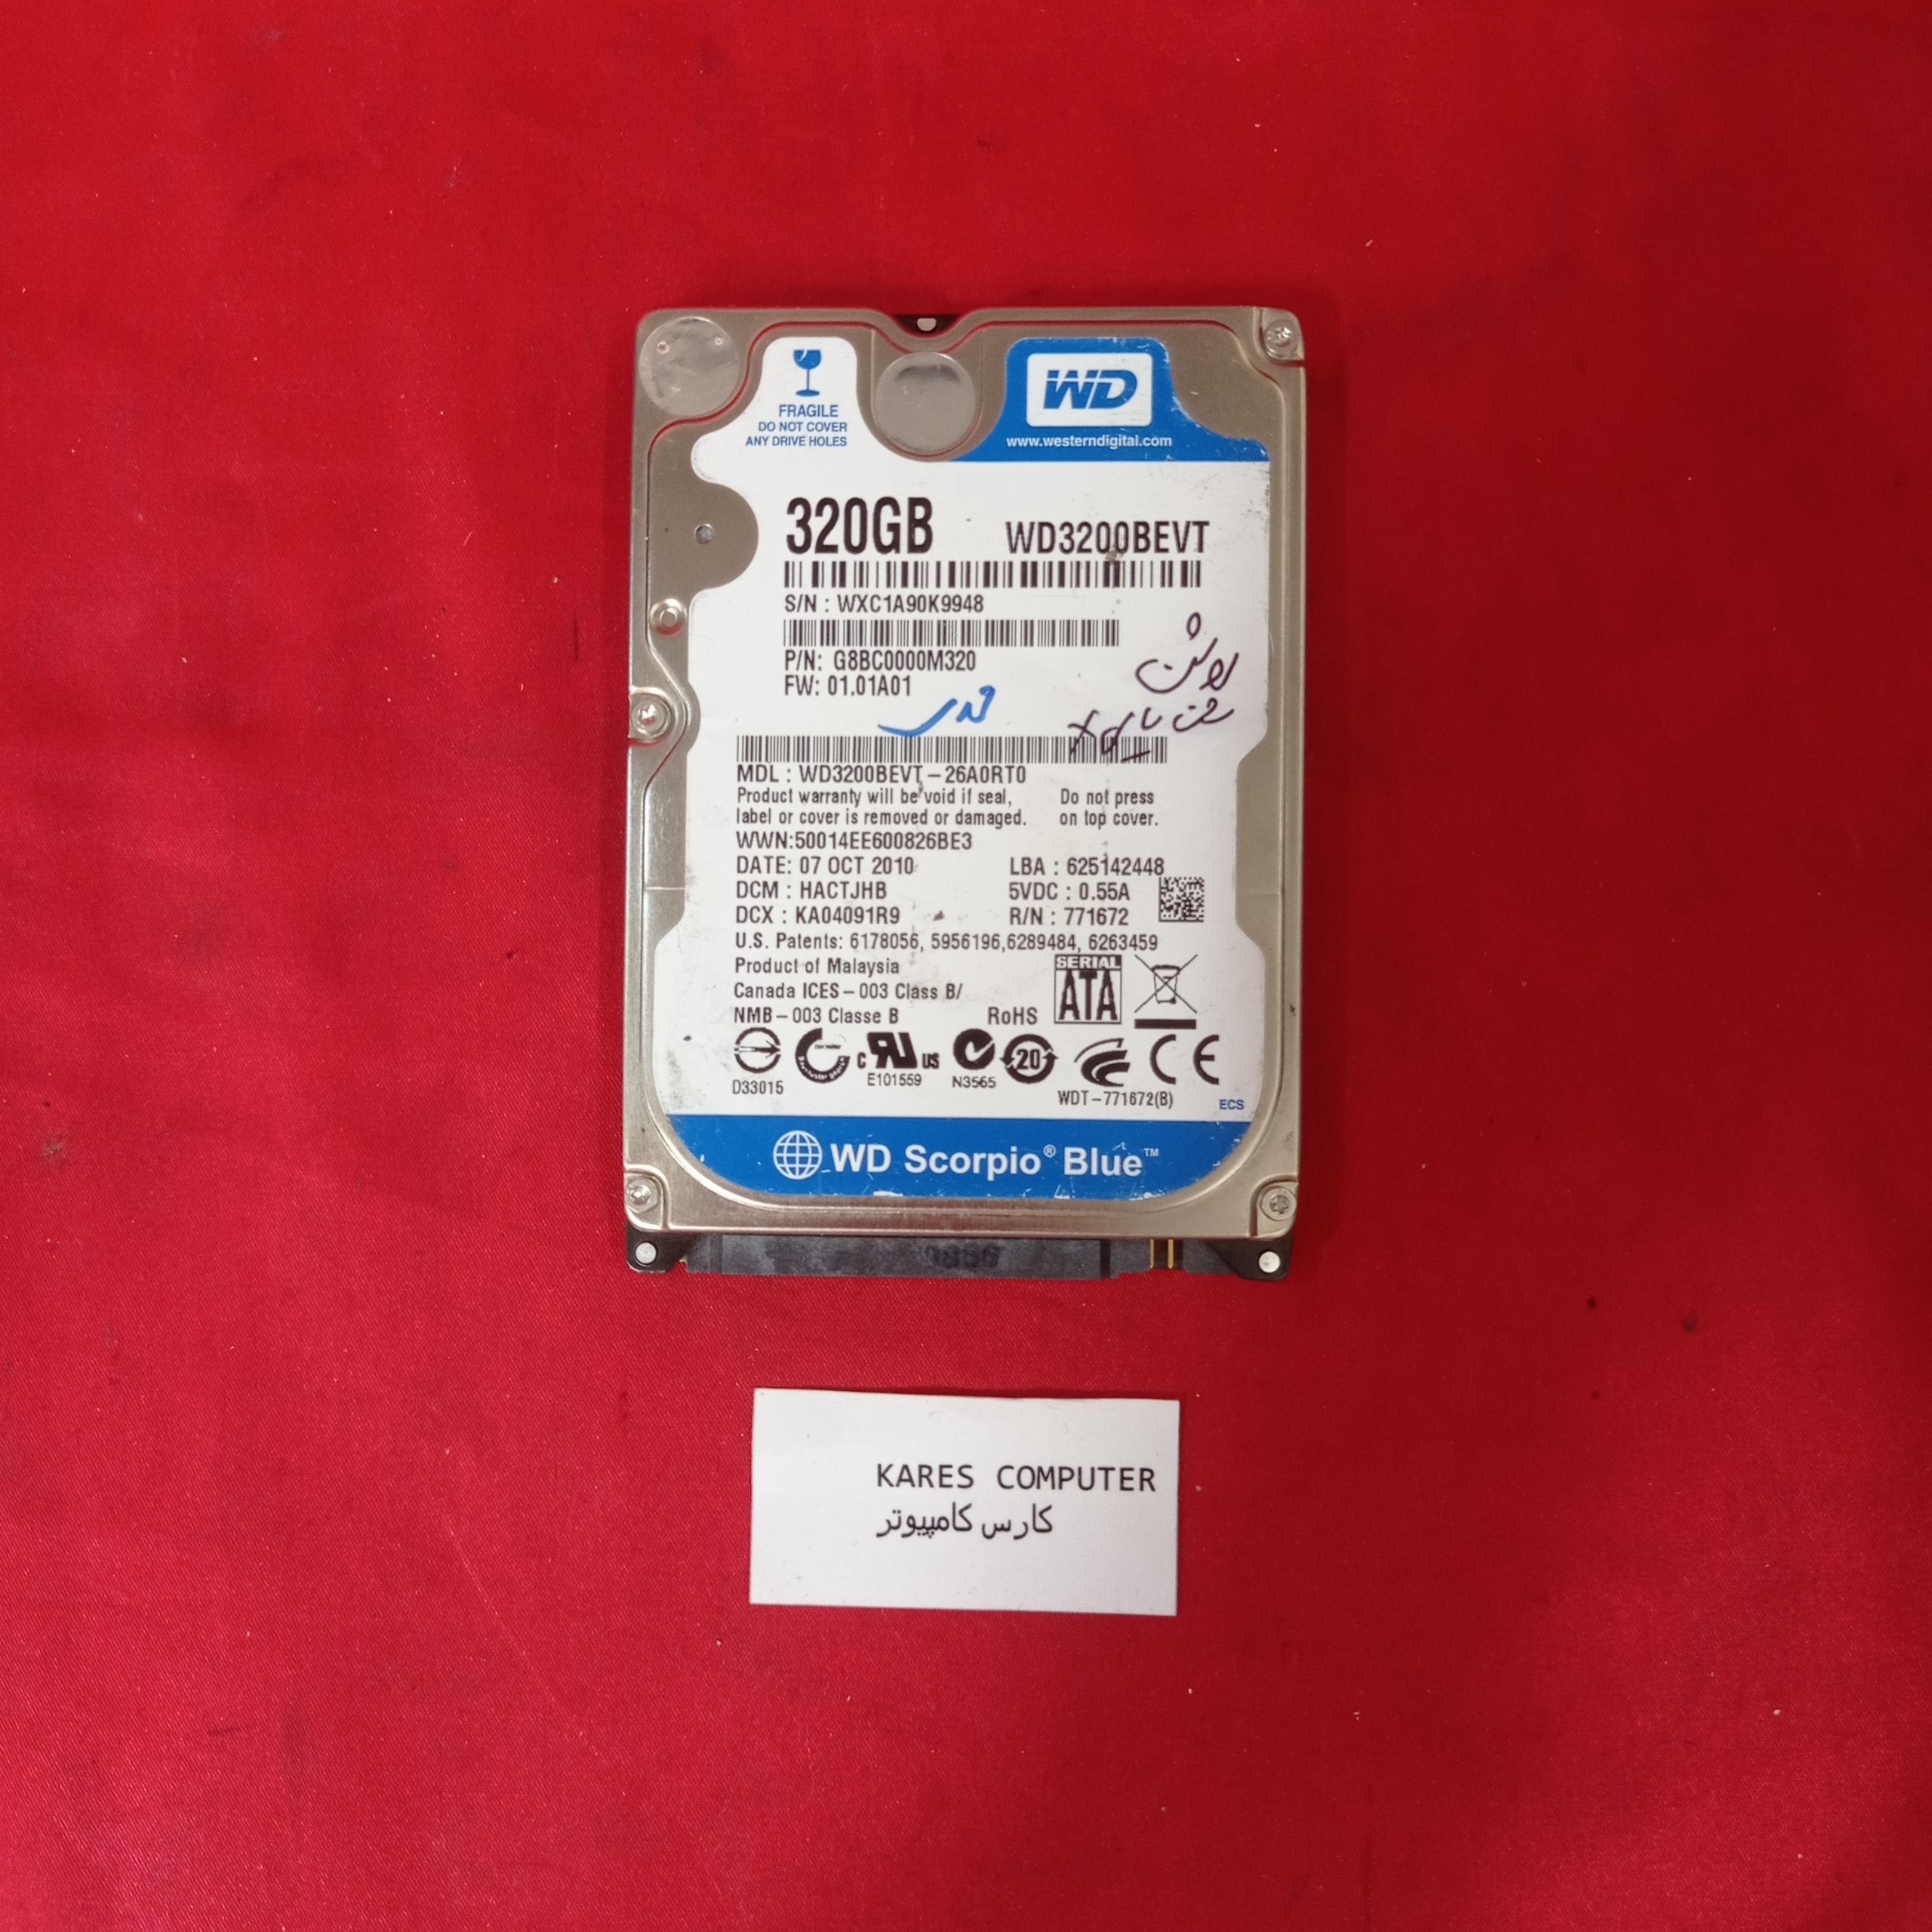 FRAGILE
DO NOT COVER
ANY DRIVE HOLES
WD
www.westerndigital.com
320GB WD3200BEVT
S/N : WXC1A90K9948
P/N: G8BC0000M320
FW: 01.01A01
MDL : WD3200BEVT-26A0RT0
Product warranty will be void if seal,
label or cover is removed or damaged.
Do not press
on top cover.
WWN:50014EE600826BE3
DATE: 07 OCT 2010 LBA : 625142448
DCM : HACTJHB 5VDC : 0.55A
DCX : KA04091R9 R/N : 771672
U.S. Patents: 6178056, 5956196,6289484, 6263459
Product of Malaysia
Canada ICES-003 Class B/
NMB-003 Classe B RoHS
SERIAL
ATA
D33015
c US
E101559
N3565
20
CE
WDT-771672(B)
ECS
WD Scorpio® Blue™
KARES COMPUTER
کارس کامپیوتر